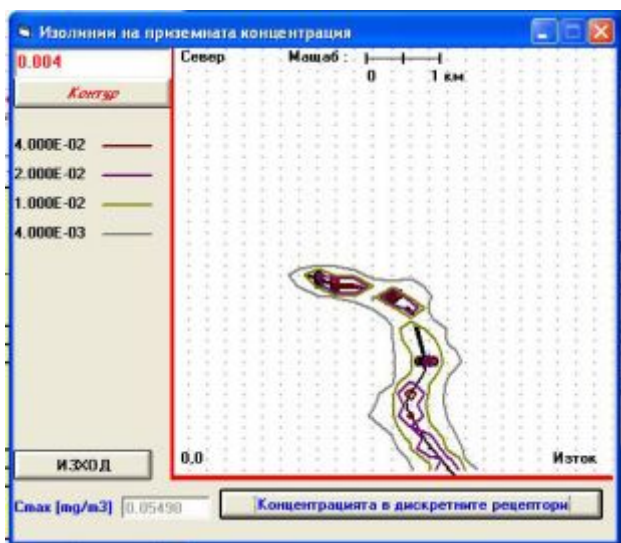 Изолинии на приземната концентрация
0.004
Север Мащаб :
0 1 км
Контур
4.000E-02
2.000E-02
1.000E-02
4.000E-03
ИЗХОД
0,0 Изток
Cmax [mg/m3] 0.05490
Концентрацията в дискретните рецептори